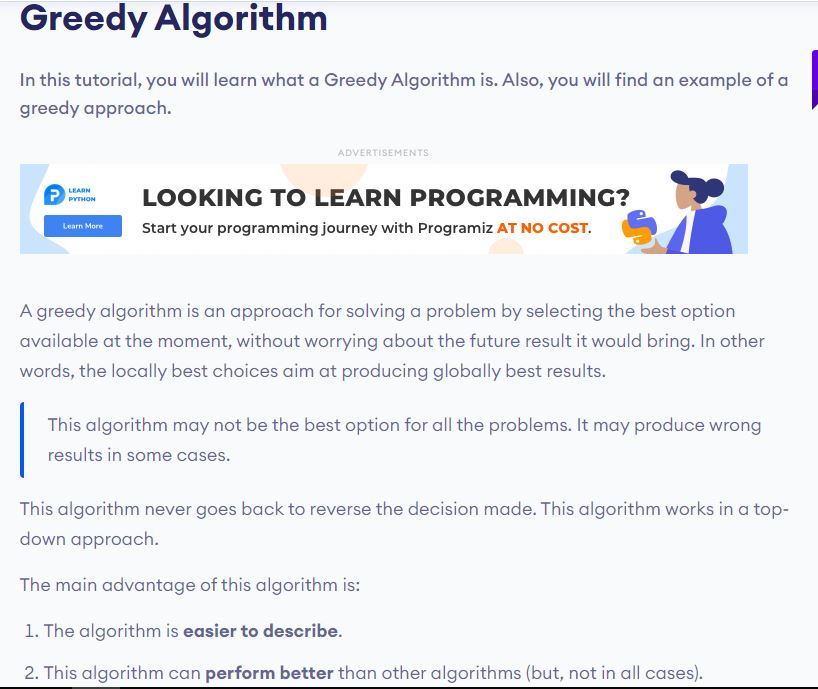 Greedy Algorithm
In this tutorial, you will learn what a Greedy Algorithm is. Also, you will find an example of a
greedy approach.
ADVERTISEMENTS
LEARN
PYTHON
Learn More
LOOKING TO LEARN PROGRAMMING?
Start your programming journey with Programiz AT NO COST.
A greedy algorithm is an approach for solving a problem by selecting the best option
available at the moment, without worrying about the future result it would bring. In other
words, the locally best choices aim at producing globally best results.
This algorithm may not be the best option for all the problems. It may produce wrong
results in some cases.
This algorithm never goes back to reverse the decision made. This algorithm works in a top-
down approach.
The main advantage of this algorithm is:
1. The algorithm is easier to describe.
2. This algorithm can perform better than other algorithms (but, not in all cases).